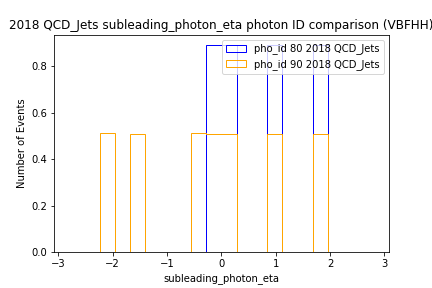 2018 QCD_Jets subleading_photon_eta photon ID comparison (VBFHH)
pho_id 80 2018 QCD_Jets
pho_id 90 2018 QCD_Jets
Number of Events
0.8
0.6
0.4
0.2
0.0
−3 −2 −1 0 1 2 3
subleading_photon_eta